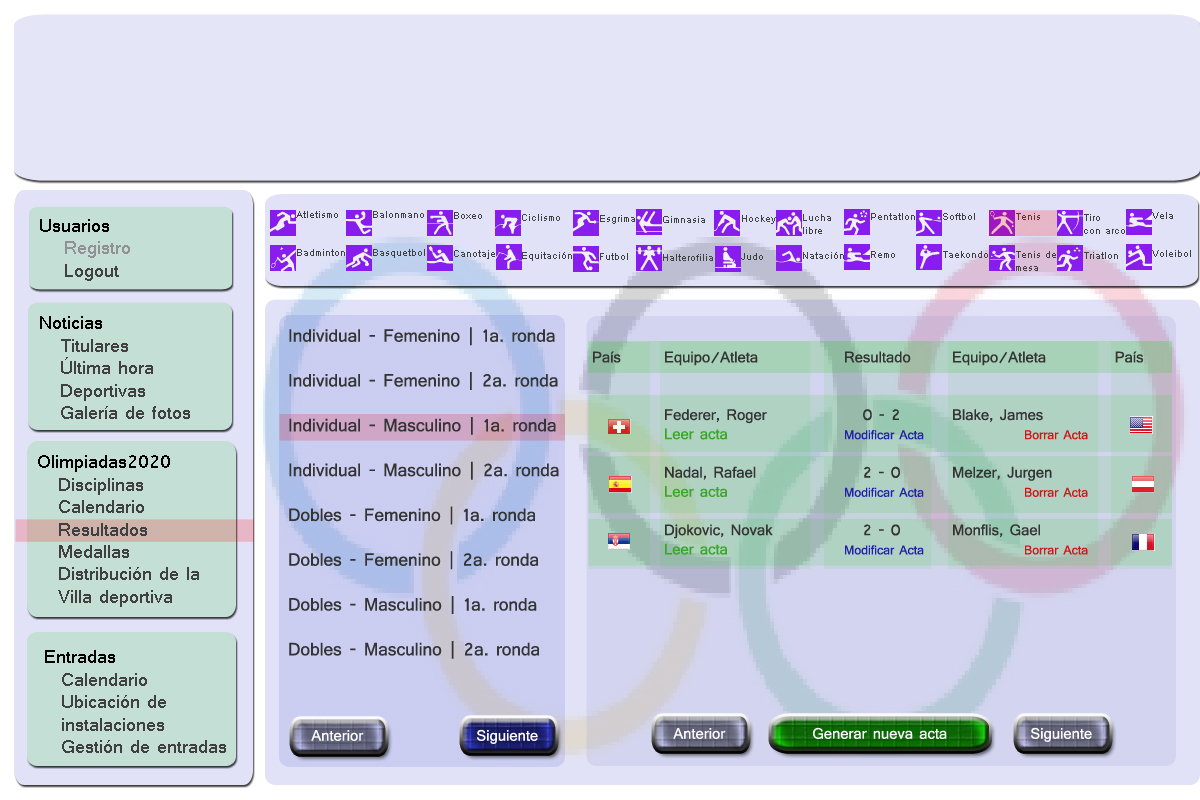 Usuarios
Registro
Logout
Noticias
Titulares
Última hora
Deportivas
Galería de fotos
Olimpiadas2020
Disciplinas
Calendario
Resultados
Medallas
Distribución de la
Villa deportiva
Entradas
Calendario
Ubicación de
instalaciones
Gestión de entradas
Atletismo Balonmano Boxeo Ciclismo Esgrima Gimnasia Hockey Lucha libre Pentatlon Softbol Tenis Tiro con arco Vela
Badminton Basquetbol Canotaje Equitación Futbol Halterofilia Judo Natación Remo Taekondo Tenis de mesa Triatlon Voleibol
Individual - Femenino | 1a. ronda
Individual - Femenino | 2a. ronda
Individual - Masculino | 1a. ronda
Individual - Masculino | 2a. ronda
Dobles - Femenino | 1a. ronda
Dobles - Femenino | 2a. ronda
Dobles - Masculino | 1a. ronda
Dobles - Masculino | 2a. ronda
Anterior Siguiente
País Equipo/Atleta Resultado Equipo/Atleta País
Federer, Roger 0 - 2 Blake, James
Leer acta Modificar Acta Borrar Acta
Nadal, Rafael 2 - 0 Melzer, Jurgen
Leer acta Modificar Acta Borrar Acta
Djokovic, Novak 2 - 0 Monflis, Gael
Leer acta Modificar Acta Borrar Acta
Anterior Generar nueva acta Siguiente